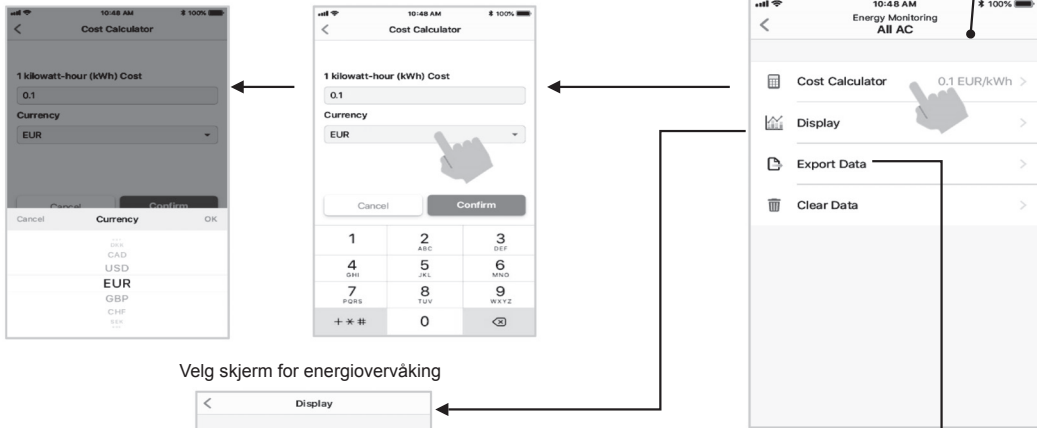 10:48 AM
100%
Cost Calculator
1 kilowatt-hour (kWh) Cost
0.1
Currency
EUR
Cancel
Confirm
Cancel
Currency
OK
CAD
USD
EUR
GBP
CHF
10:48 AM
100%
Cost Calculator
1 kilowatt-hour (kWh) Cost
0.1
Currency
EUR
Cancel
Confirm
1
2
ABC
3
DEF
4
GHI
5
JKL
6
MNO
7
PQRS
8
TUV
9
WXYZ
+ * #
0
10:48 AM
100%
Energy Monitoring
All AC
Cost Calculator
0.1 EUR/kWh >
Display >
Export Data >
Clear Data >
Velg skjerm for energiovervåking
Display